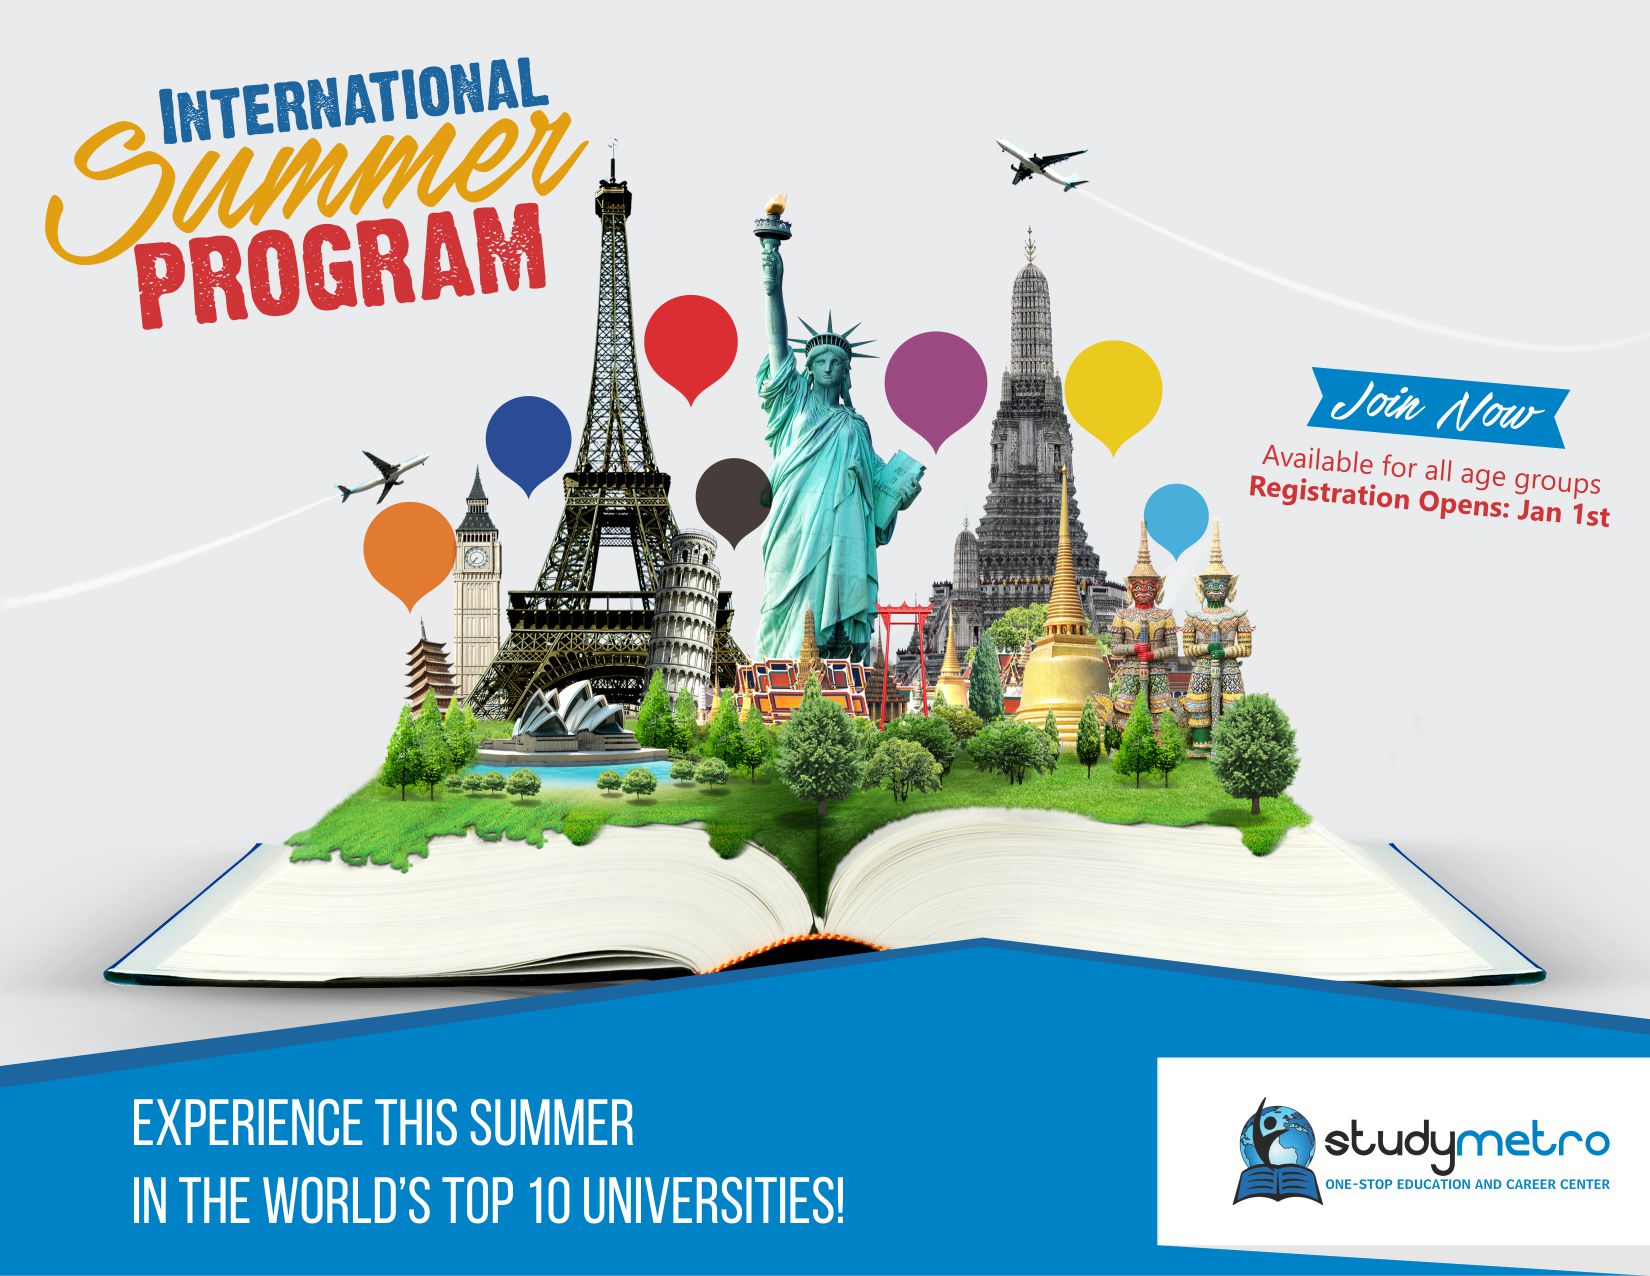 INTERNATIONAL
Summer
PROGRAM
Join Now
Available for all age groups
Registration Opens: Jan 1st
EXPERIENCE THIS SUMMER
IN THE WORLD'S TOP 10 UNIVERSITIES!
studymetro
ONE-STOP EDUCATION AND CAREER CENTER